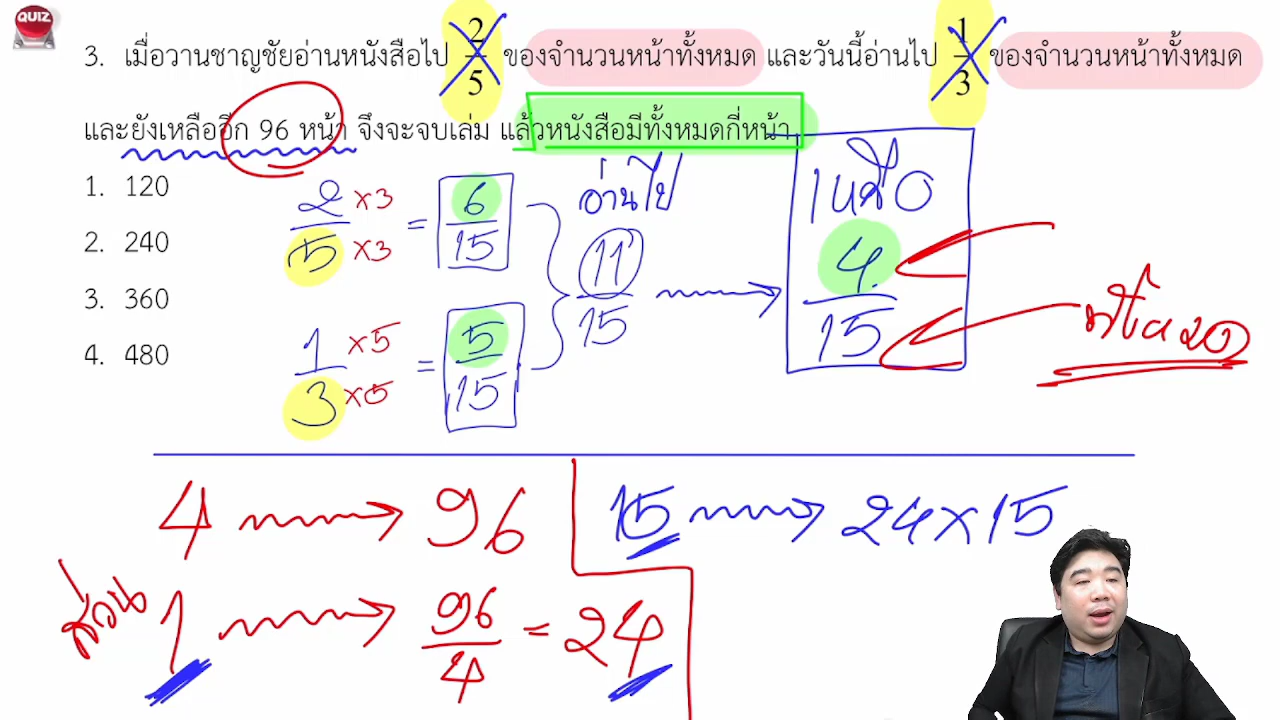 QUIZ
3. เมื่อวานชาญชัยอ่านหนังสือไป 2/5 ของจำนวนหน้าทั้งหมด และวันนี้อ่านไป 1/3 ของจำนวนหน้าทั้งหมด
และยังเหลืออีก 96 หน้า จึงจะจบเล่ม แล้วหนังสือมีทั้งหมดกี่หน้า
1. 120
2. 240
3. 360
4. 480
2/5 ×3 ×3 = 6/15
1/3 ×5 ×5 = 5/15
อ่านไป
11/15
เหลือ
4/15
4 → 96
ส่วน 1 → 96/4 = 24
15 → 24×15